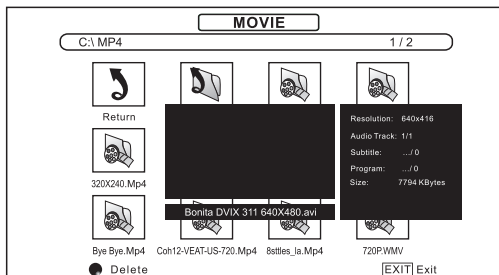 MOVIE
C:\ MP4 1 / 2
Return
Resolution: 640x416
Audio Track: 1/1
Subtitle: .../ 0
Program: .../ 0
Size: 7794 KBytes
320X240.Mp4
Bonita DVIX 311 640X480.avi
Bye Bye.Mp4 Coh12-VEAT-US-720.Mp4 8sttles_la.Mp4 720P.WMV
Delete EXIT Exit